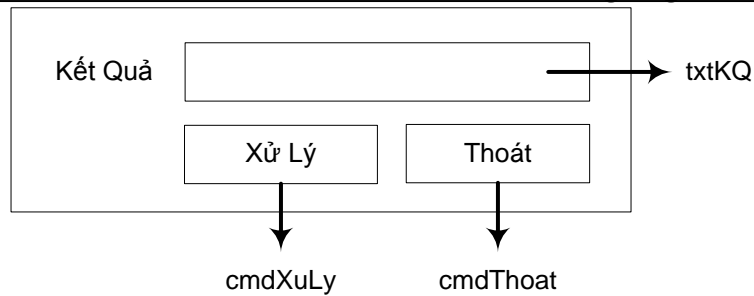 Kết Quả
txtKQ
Xử Lý Thoát
cmdXuLy cmdThoat